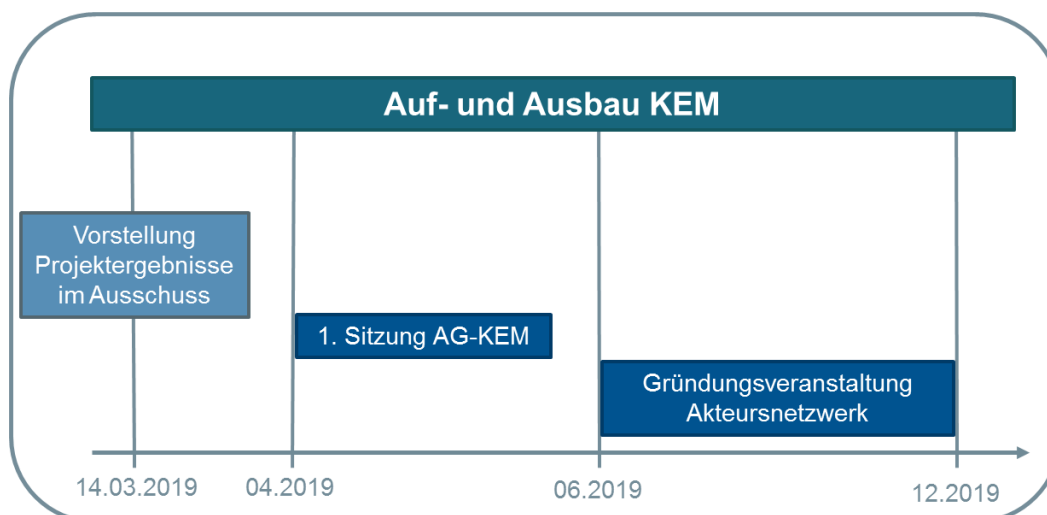 Auf- und Ausbau KEM
Vorstellung
Projektergebnisse
im Ausschuss
1. Sitzung AG-KEM
Gründungsveranstaltung
Akteursnetzwerk
14.03.2019 04.2019 06.2019 12.2019